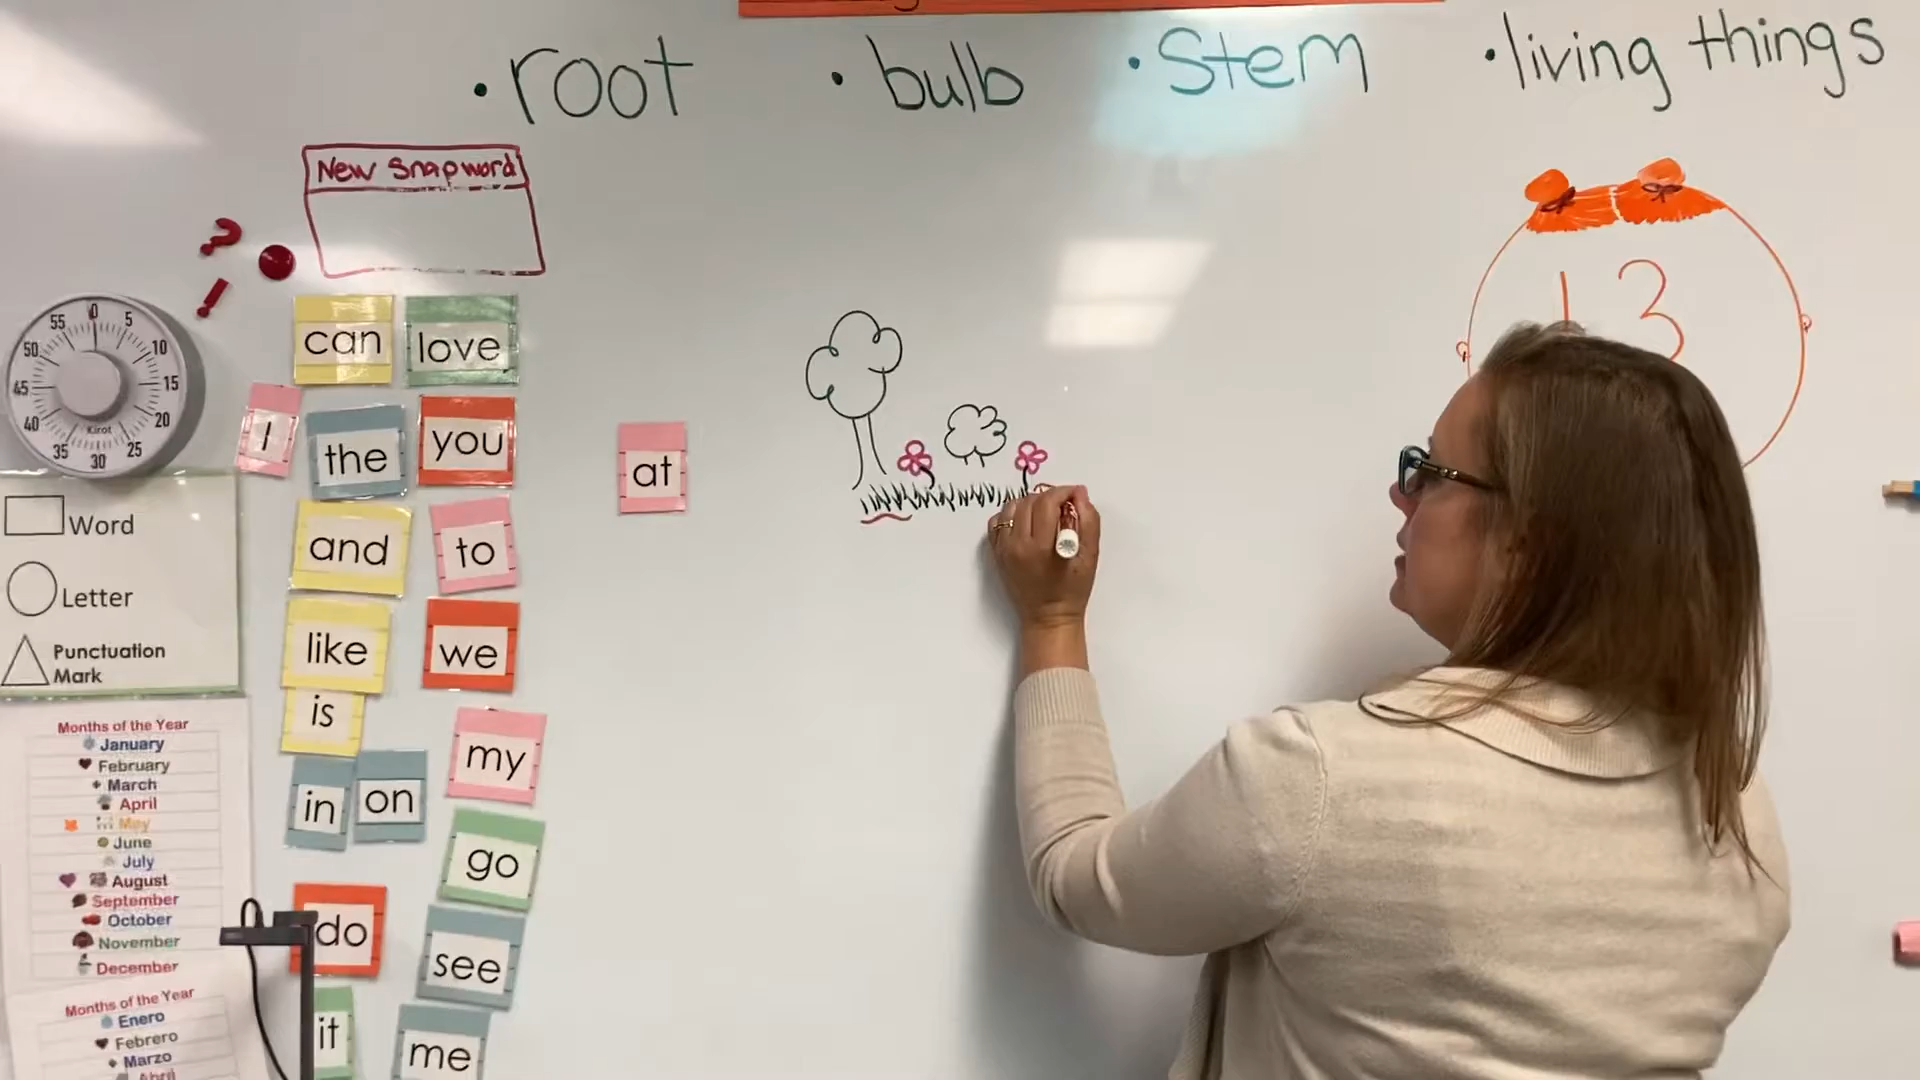 • root • bulb • Stem • living things
New Snapword
? .
!
13
0
55 5
50 10
45 15
40 20
35 25
30
Kirot
can love
I the you
at
and to
like we
is
my
in on
go
do
see
it
me
Word
Letter
Punctuation
Mark
Months of the Year
January
February
March
April
May
June
July
August
September
October
November
December
Months of the Year
Enero
Febrero
Marzo
Abril